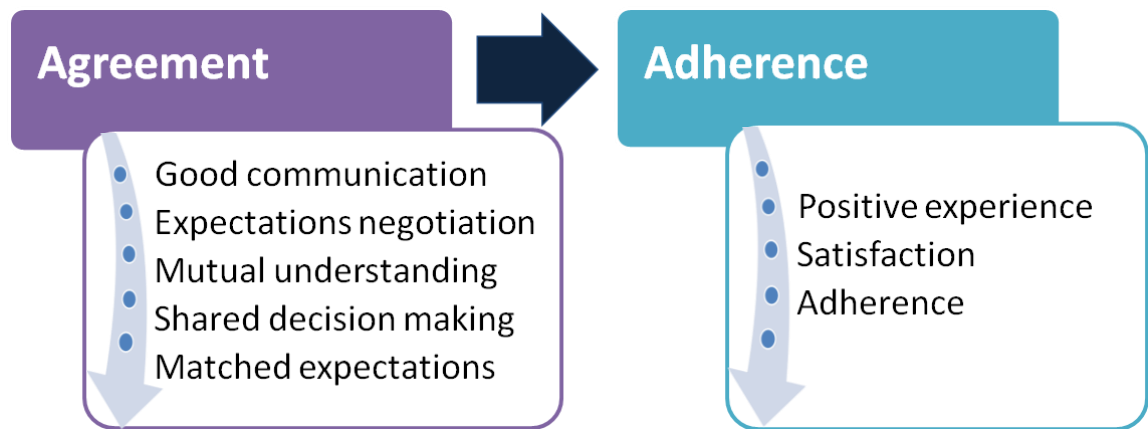 Agreement
Good communication
Expectations negotiation
Mutual understanding
Shared decision making
Matched expectations
Adherence
Positive experience
Satisfaction
Adherence